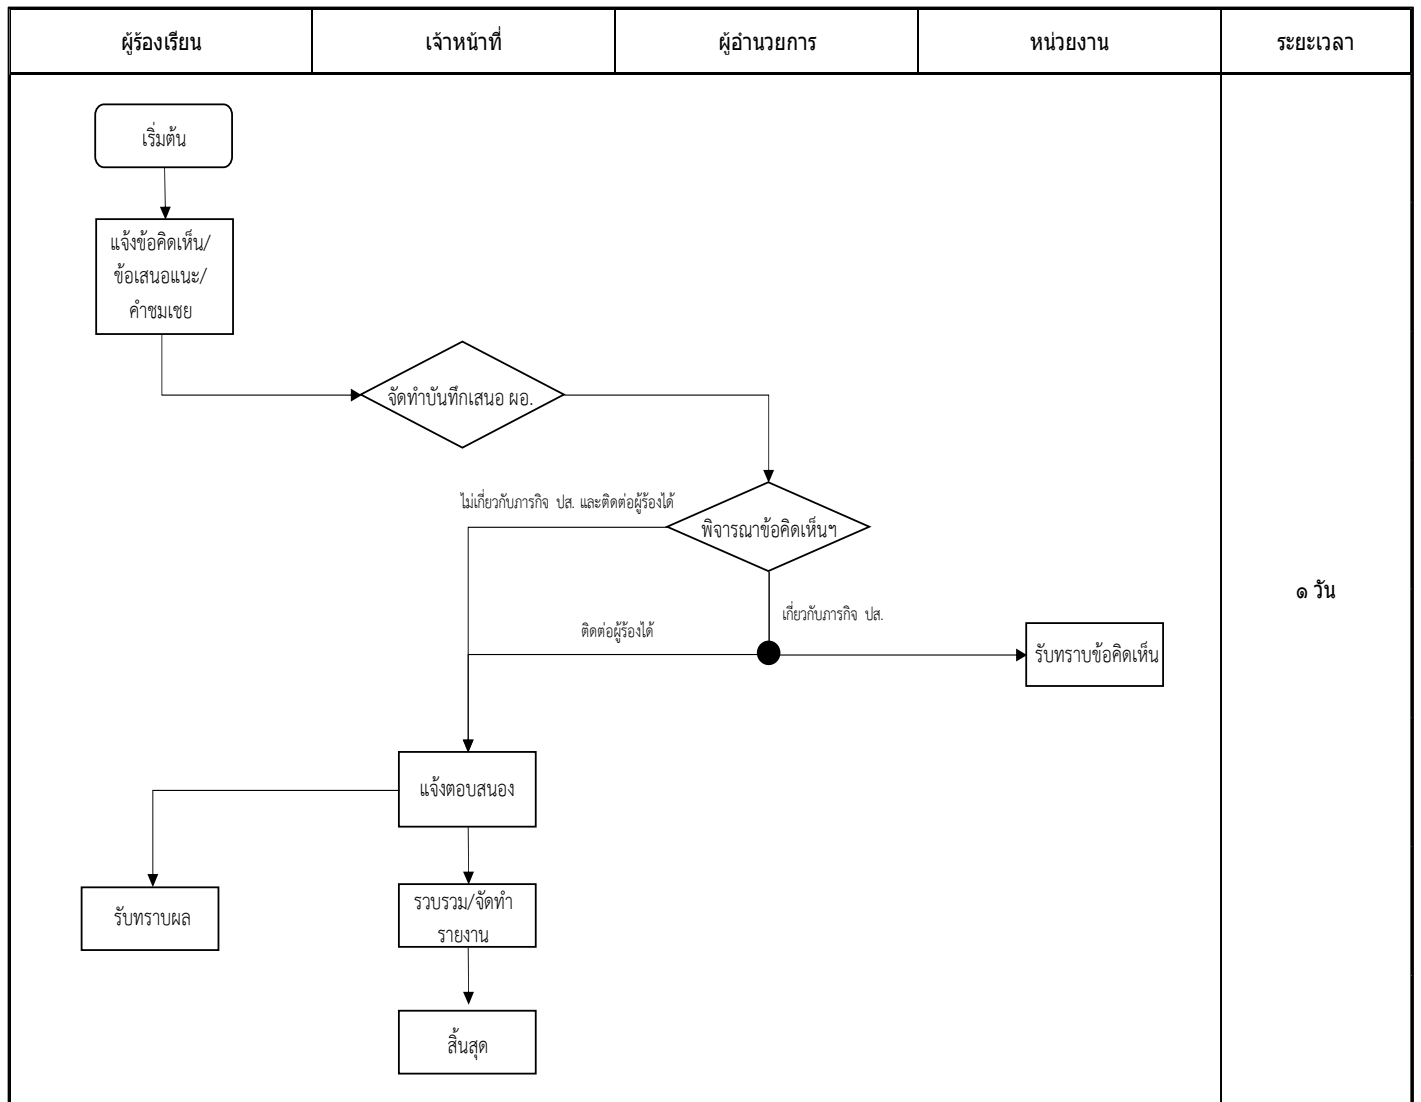 ผู้ร้องเรียน
เจ้าหน้าที่
ผู้อำนวยการ
หน่วยงาน
ระยะเวลา
เริ่มต้น
แจ้งข้อคิดเห็น/
ข้อเสนอแนะ/
คำชมเชย
จัดทำบันทึกเสนอ ผอ.
ไม่เกี่ยวกับภารกิจ ปส. และติดต่อผู้ร้องได้
พิจารณาข้อคิดเห็นฯ
๑ วัน
เกี่ยวกับภารกิจ ปส.
ติดต่อผู้ร้องได้
รับทราบข้อคิดเห็น
แจ้งตอบสนอง
รับทราบผล
รวบรวม/จัดทำ
รายงาน
สิ้นสุด